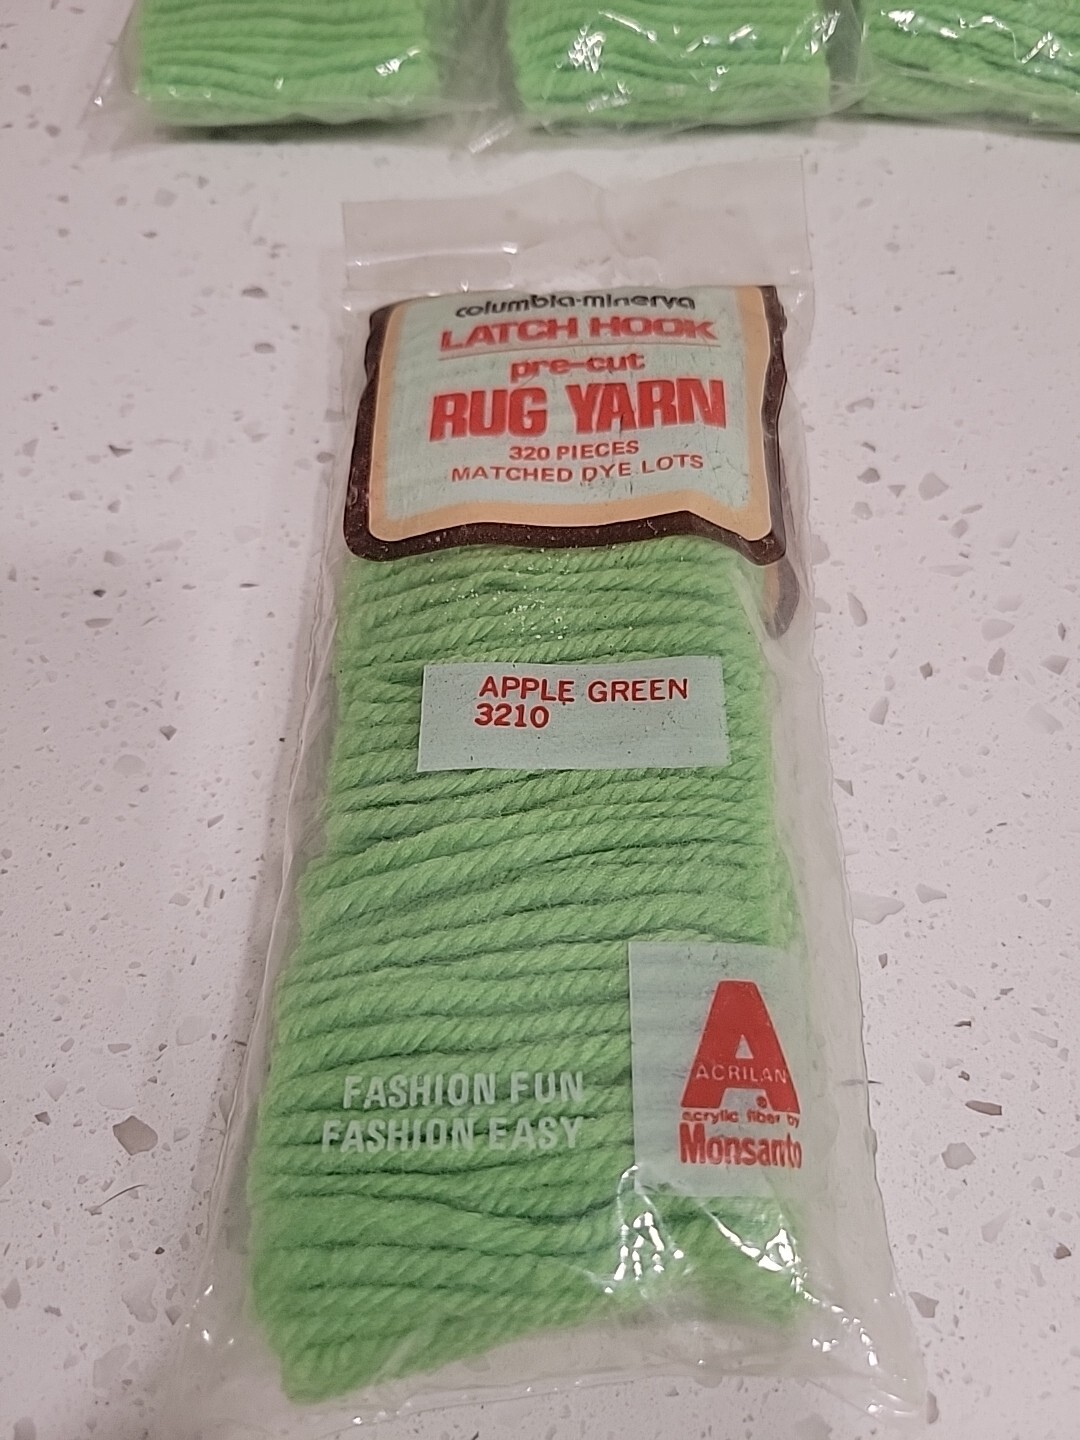 columbia-minerva
LATCH HOOK
pre-cut
RUG YARN
320 PIECES
MATCHED DYE LOTS
APPLE GREEN
3210
A
ACRILAN
®
acrylic fiber by
Monsanto
FASHION FUN
FASHION EASY